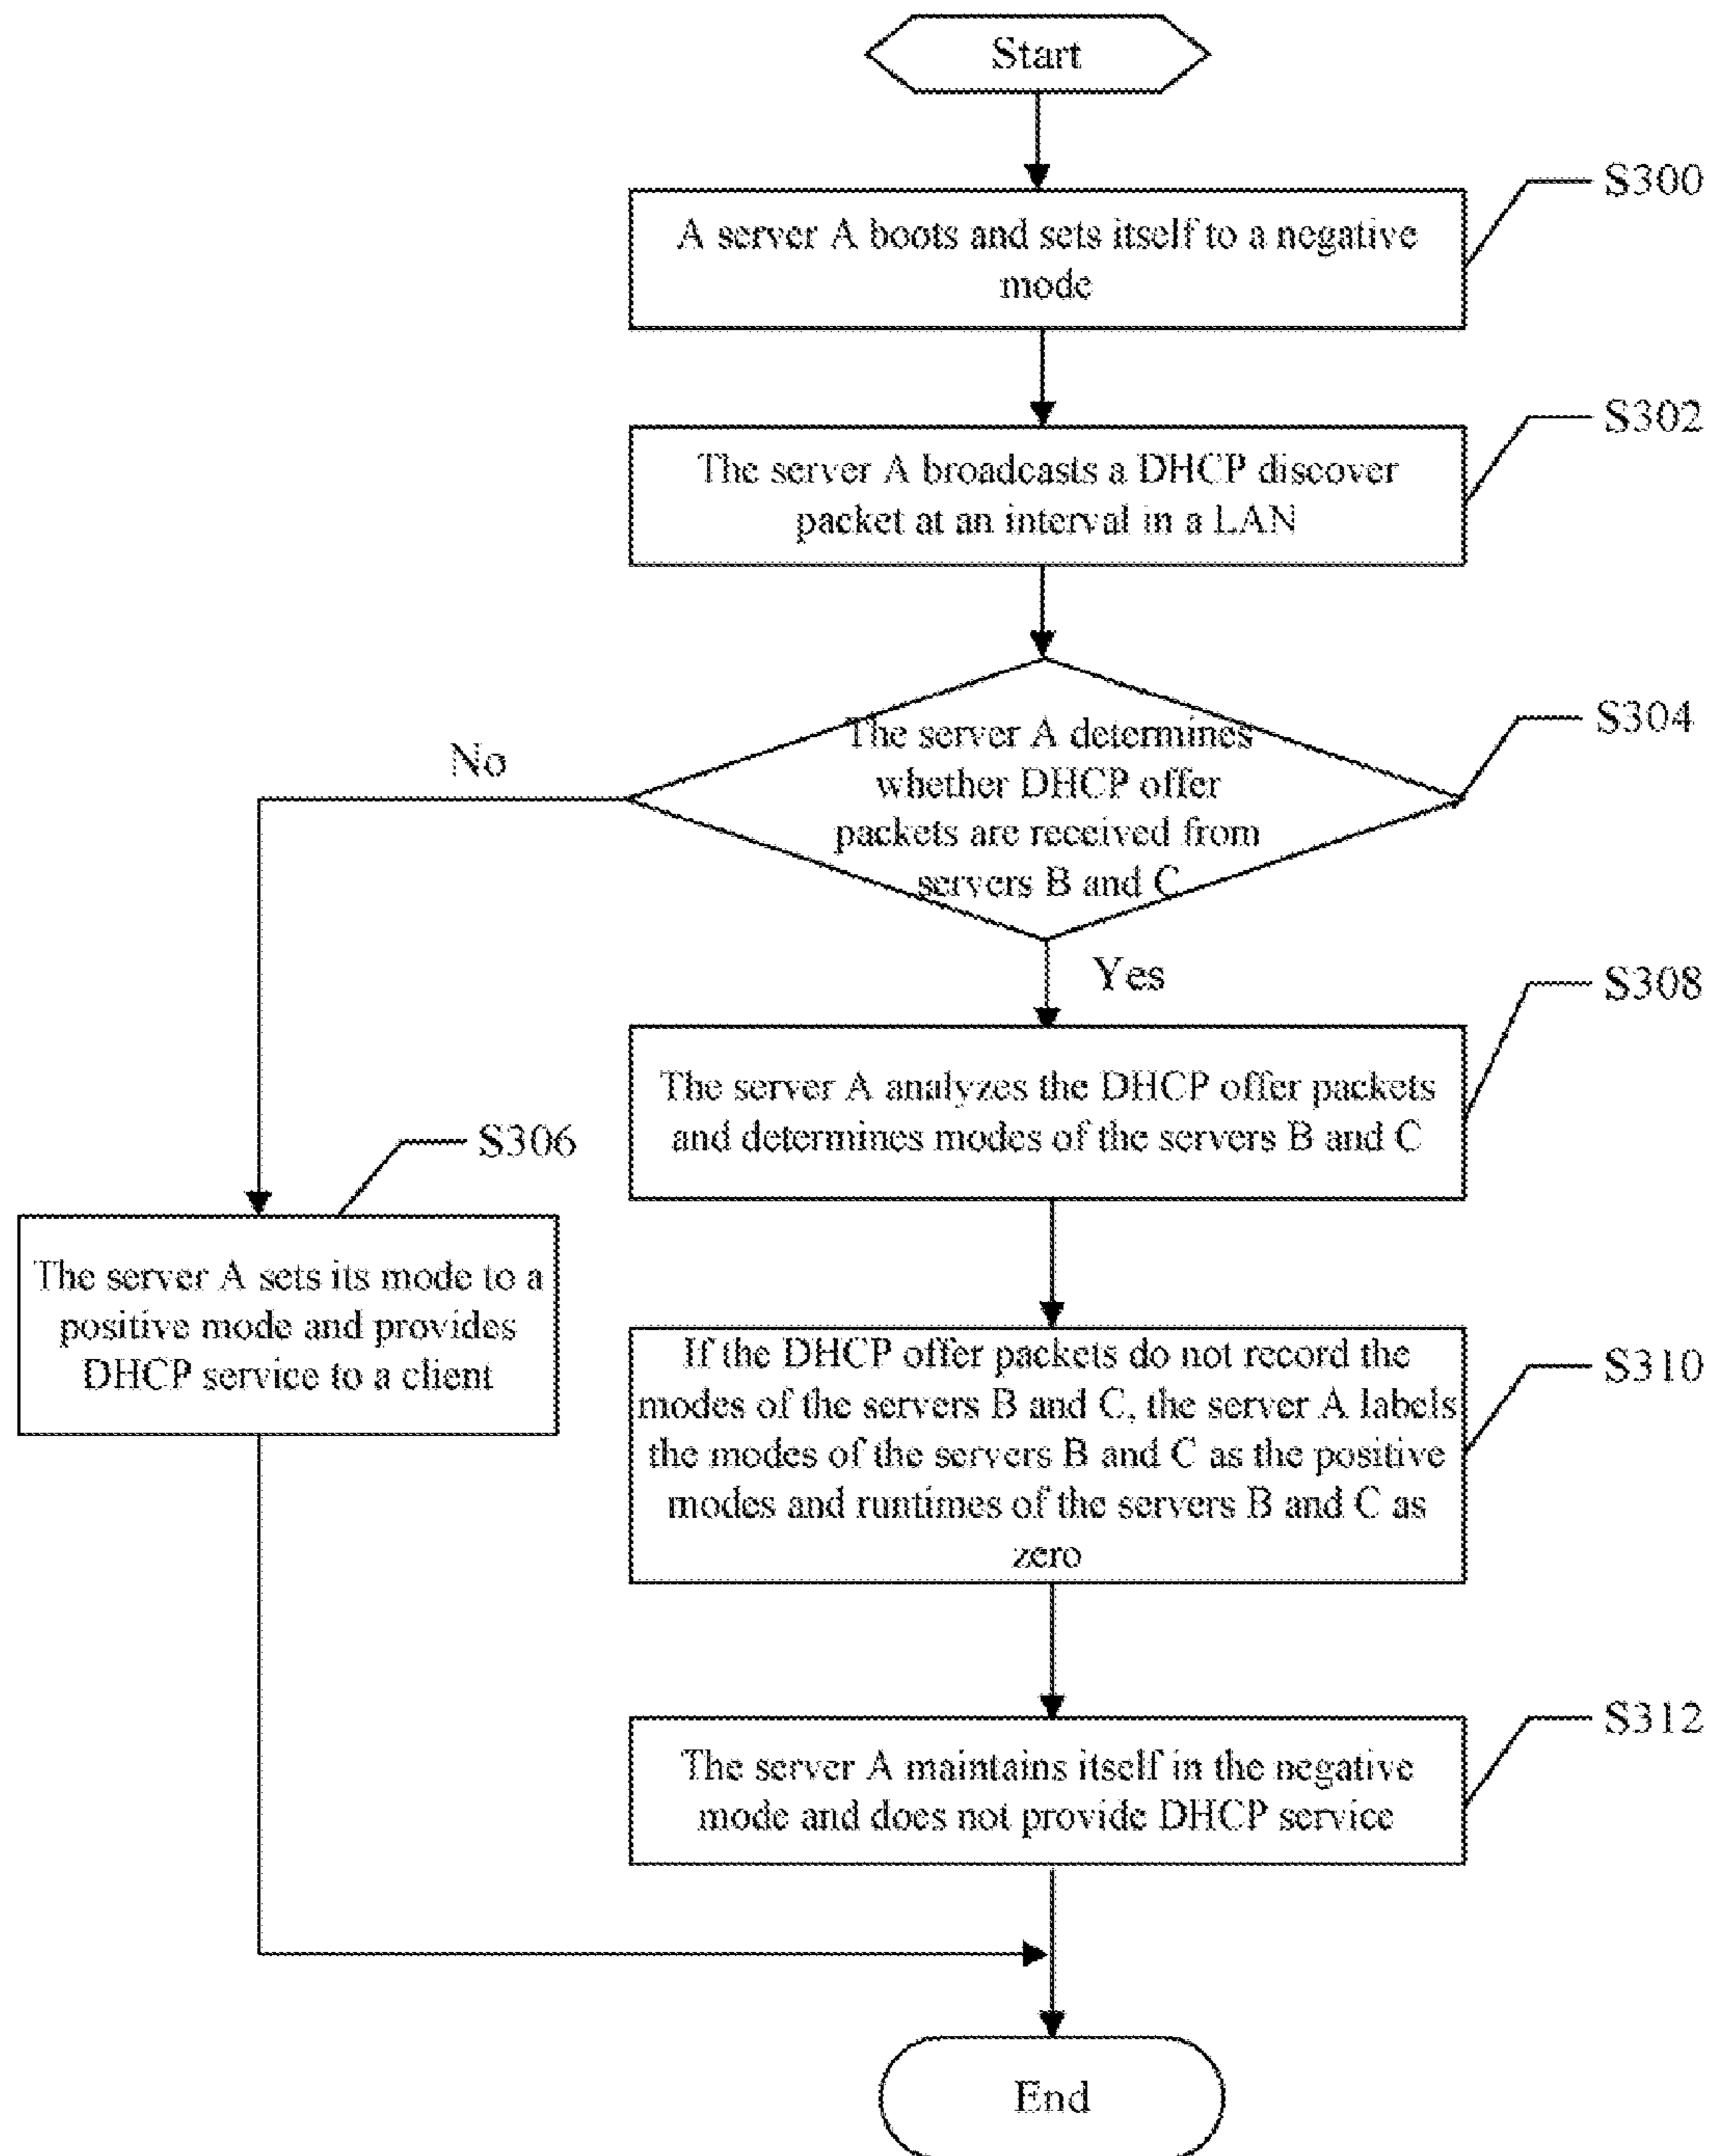 Start
S300
A server A boots and sets itself to a negative
mode
S302
The server A broadcasts a DHCP discover
packet at an interval in a LAN
S304
The server A determines
whether DHCP offer
packets are received from
servers B and C
No
Yes
S308
The server A analyzes the DHCP offer packets
and determines modes of the servers B and C
S306
The server A sets its mode to a
positive mode and provides
DHCP service to a client
S310
If the DHCP offer packets do not record the
modes of the servers B and C, the server A labels
the modes of the servers B and C as the positive
modes and runtimes of the servers B and C as
zero
S312
The server A maintains itself in the negative
mode and does not provide DHCP service
End